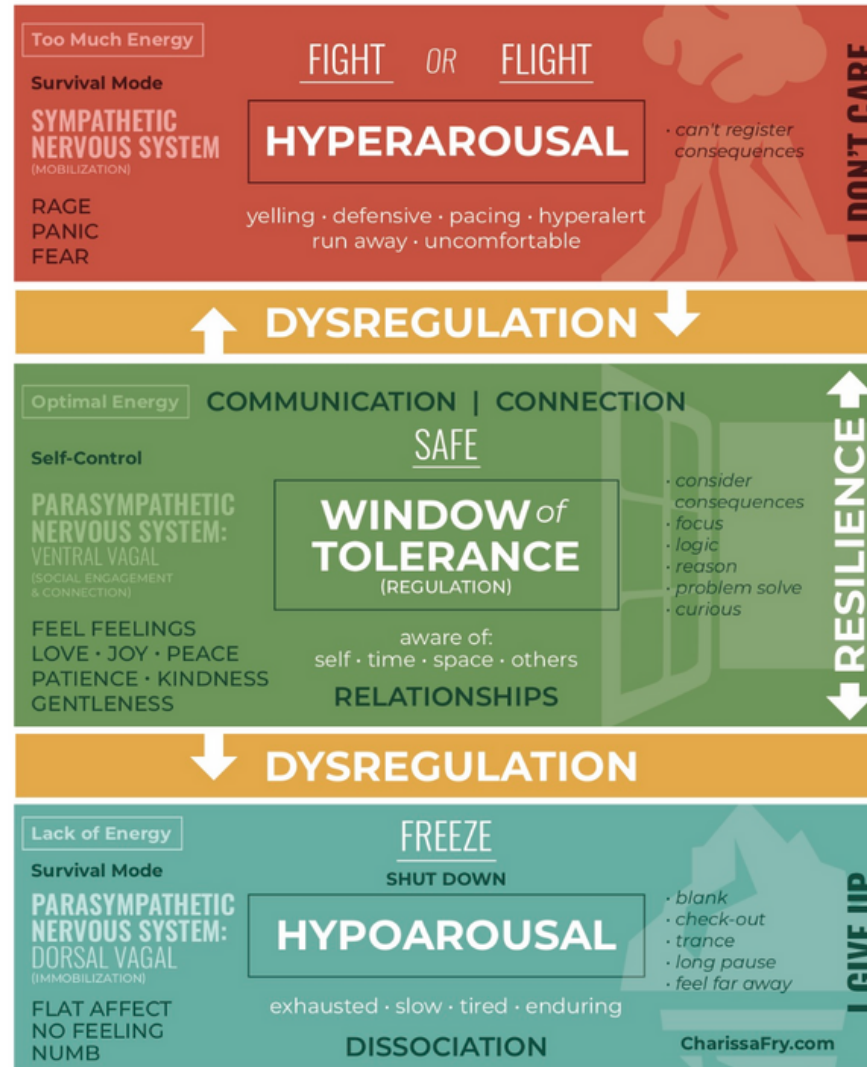 Too Much Energy
Survival Mode
SYMPATHETIC
NERVOUS SYSTEM
(MOBILIZATION)
RAGE
PANIC
FEAR
FIGHT OR FLIGHT
HYPERAROUSAL
yelling · defensive · pacing · hyperalert
run away · uncomfortable
· can't register
consequences
I DON'T CARE
DYSREGULATION
Optimal Energy
COMMUNICATION | CONNECTION
Self-Control
PARASYMPATHETIC
NERVOUS SYSTEM:
VENTRAL VAGAL
(SOCIAL ENGAGEMENT
& CONNECTION)
FEEL FEELINGS
LOVE · JOY · PEACE
PATIENCE · KINDNESS
GENTLENESS
SAFE
WINDOW of
TOLERANCE
(REGULATION)
aware of:
self · time · space · others
RELATIONSHIPS
· consider
consequences
· focus
· logic
· reason
· problem solve
· curious
RESILIENCE
DYSREGULATION
Lack of Energy
Survival Mode
PARASYMPATHETIC
NERVOUS SYSTEM:
DORSAL VAGAL
(IMMOBILIZATION)
FLAT AFFECT
NO FEELING
NUMB
FREEZE
SHUT DOWN
HYPOAROUSAL
exhausted · slow · tired · enduring
DISSOCIATION
· blank
· check-out
· trance
· long pause
· feel far away
I GIVE UP
CharissaFry.com